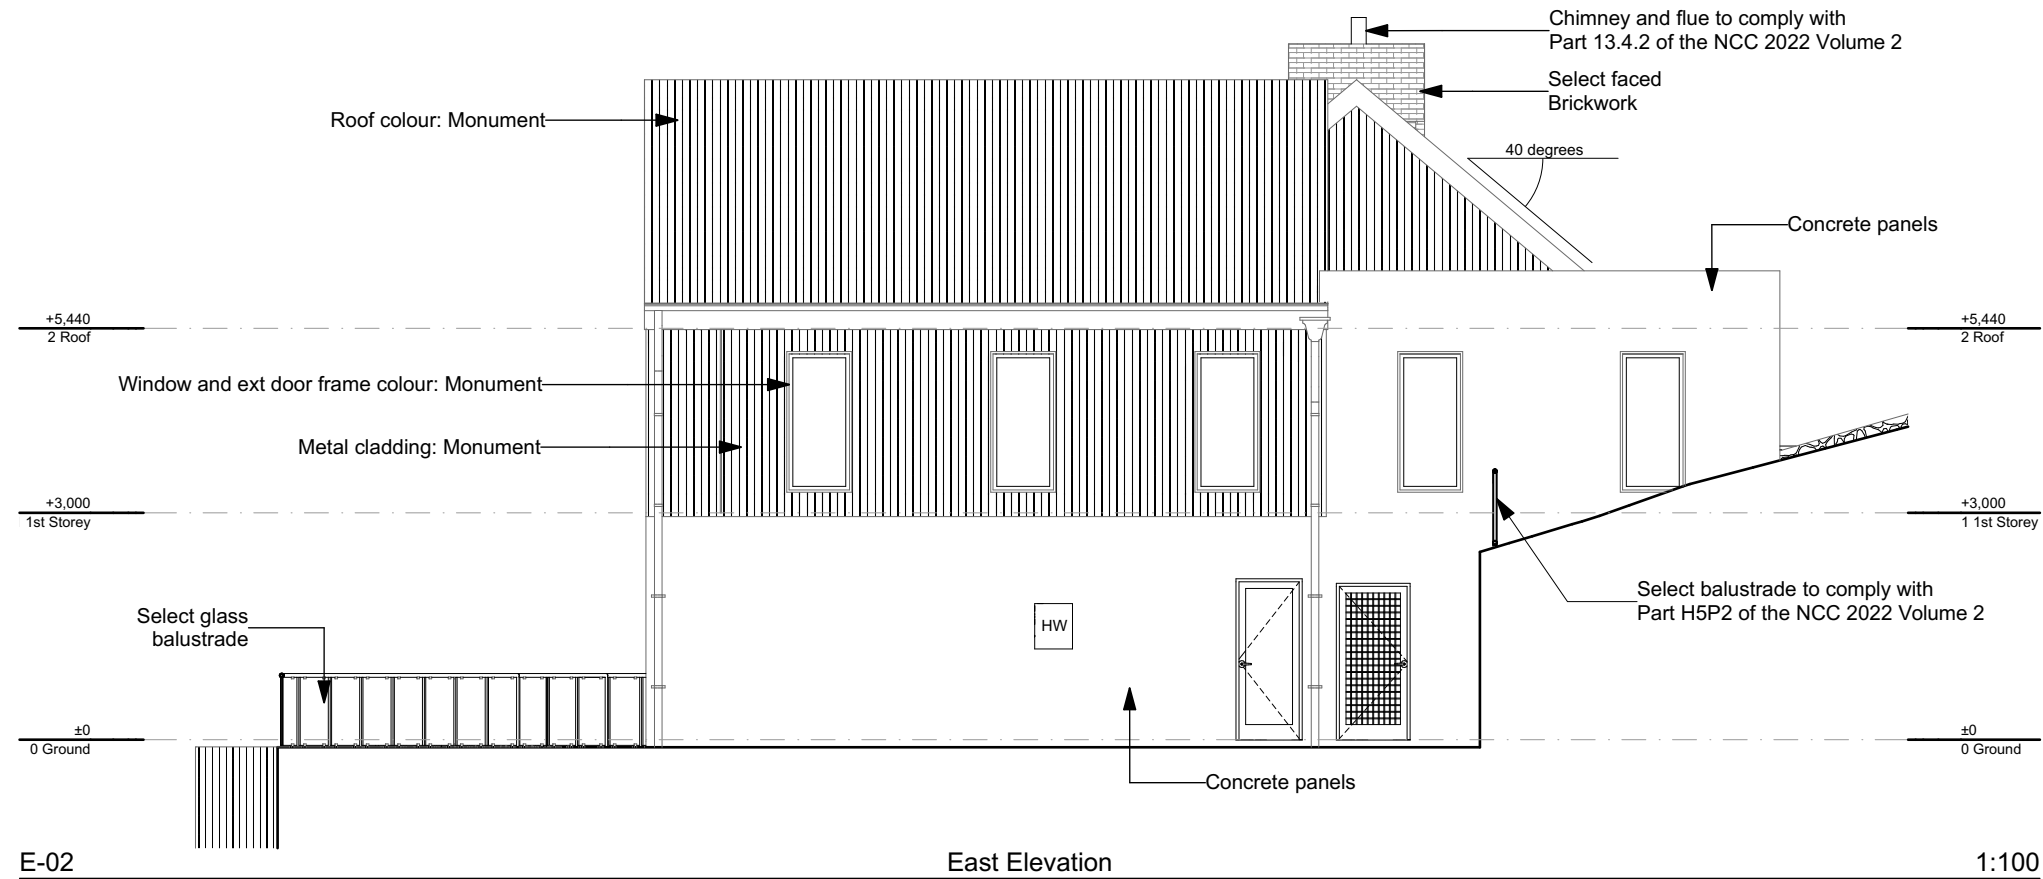 Chimney and flue to comply with
Part 13.4.2 of the NCC 2022 Volume 2
Select faced
Brickwork
Roof colour: Monument
40 degrees
Concrete panels
+5,440
2 Roof
+5,440
2 Roof
Window and ext door frame colour: Monument
Metal cladding: Monument
+3,000
1st Storey
+3,000
1 1st Storey
Select balustrade to comply with
Part H5P2 of the NCC 2022 Volume 2
Select glass
balustrade
HW
±0
0 Ground
±0
0 Ground
Concrete panels
E-02
East Elevation
1:100